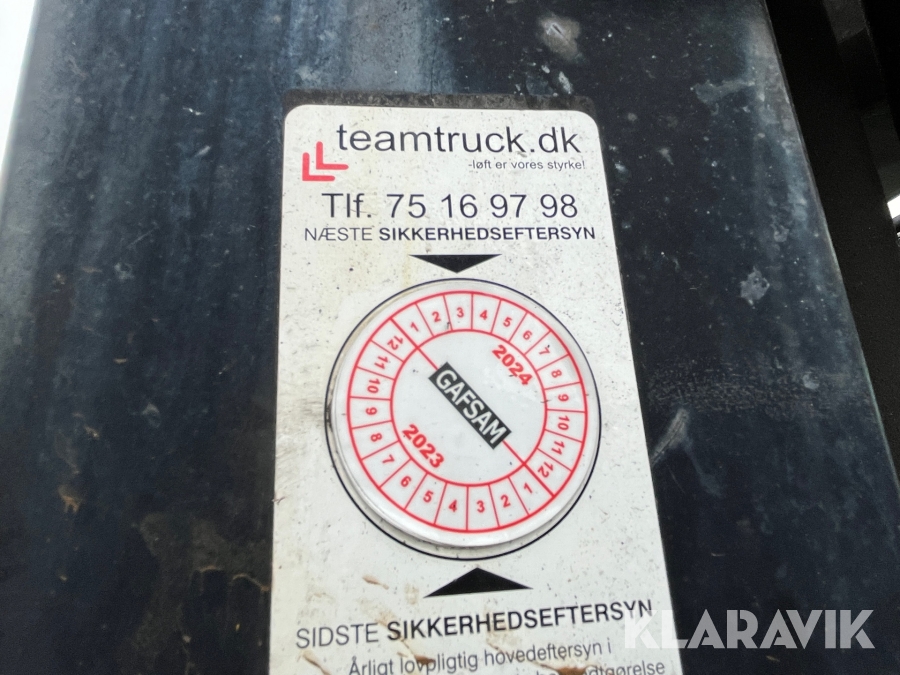 teamtruck.dk
-løft er vores styrke!
Tlf. 75 16 97 98
NÆSTE SIKKERHEDSEFTERSYN
1 2 3 4 5 6 7 8 9 10 11 12
2024
GAFSAM
2023
1 2 3 4 5 6 7 8 9 10 11 12
SIDSTE SIKKERHEDSEFTERSYN
Årligt lovpligtig hovedeftersyn i
KLARAVIK